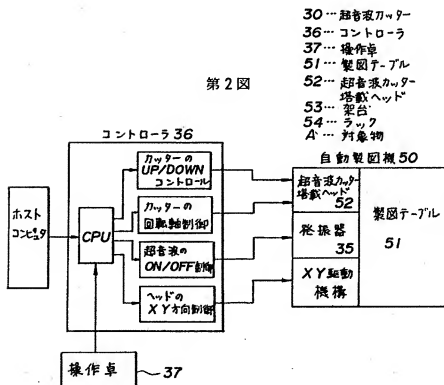 30…超音波カッター
36…コントローラ
37…操作卓
51…製図テーブル
52…超音波カッター
塔載ヘッド
53…架台
54…ラック
A…対象物
第2図
コントローラ 36
自動製図機 50
カッターの
UP/DOWN
コントロール
カッターの
回転軸制御
超音波の
ON/OFF制御
ヘッドの
XY方向制御
ホスト
コンピュタ
CPU
超音波カッター
塔載ヘッド
52
発振器
35
XY駆動
機構
製図テーブル
51
操作卓
37